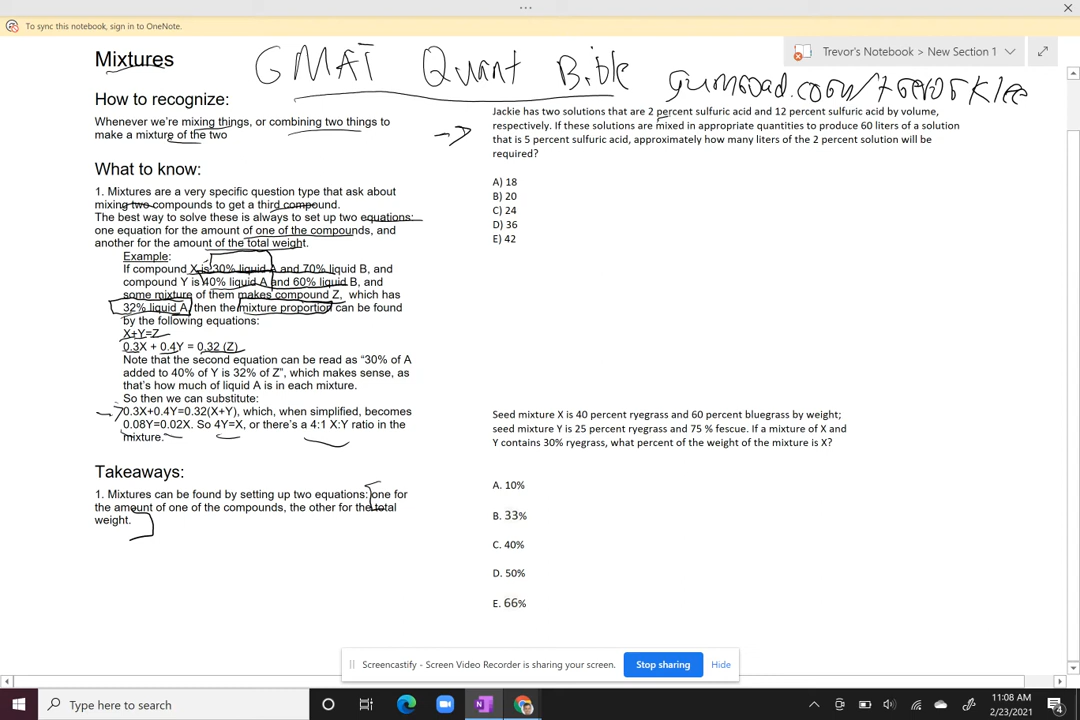 To sync this notebook, sign in to OneNote.
Mixtures
GMAT Quant Bible
Trevor's Notebook > New Section 1
gumroad.com/trevorklee
How to recognize:
Whenever we're mixing things, or combining two things to
make a mixture of the two
What to know:
1. Mixtures are a very specific question type that ask about
mixing two compounds to get a third compound.
The best way to solve these is always to set up two equations:
one equation for the amount of one of the compounds, and
another for the amount of the total weight.
Example:
If compound X is 30% liquid A and 70% liquid B, and
compound Y is 40% liquid A and 60% liquid B, and
some mixture of them makes compound Z, which has
32% liquid A, then the mixture proportion can be found
by the following equations:
X+Y=Z
0.3X + 0.4Y = 0.32 (Z)
Note that the second equation can be read as "30% of A
added to 40% of Y is 32% of Z", which makes sense, as
that's how much of liquid A is in each mixture.
So then we can substitute:
0.3X+0.4Y=0.32(X+Y), which, when simplified, becomes
0.08Y=0.02X. So 4Y=X, or there's a 4:1 X:Y ratio in the
mixture.
Takeaways:
1. Mixtures can be found by setting up two equations: one for
the amount of one of the compounds, the other for the total
weight.
Jackie has two solutions that are 2 percent sulfuric acid and 12 percent sulfuric acid by volume,
respectively. If these solutions are mixed in appropriate quantities to produce 60 liters of a solution
that is 5 percent sulfuric acid, approximately how many liters of the 2 percent solution will be
required?
A) 18
B) 20
C) 24
D) 36
E) 42
Seed mixture X is 40 percent ryegrass and 60 percent bluegrass by weight;
seed mixture Y is 25 percent ryegrass and 75 % fescue. If a mixture of X and
Y contains 30% ryegrass, what percent of the weight of the mixture is X?
A. 10%
B. 33%
C. 40%
D. 50%
E. 66%
Screencastify - Screen Video Recorder is sharing your screen.
Stop sharing
Hide
Type here to search
11:08 AM
2/23/2021
4